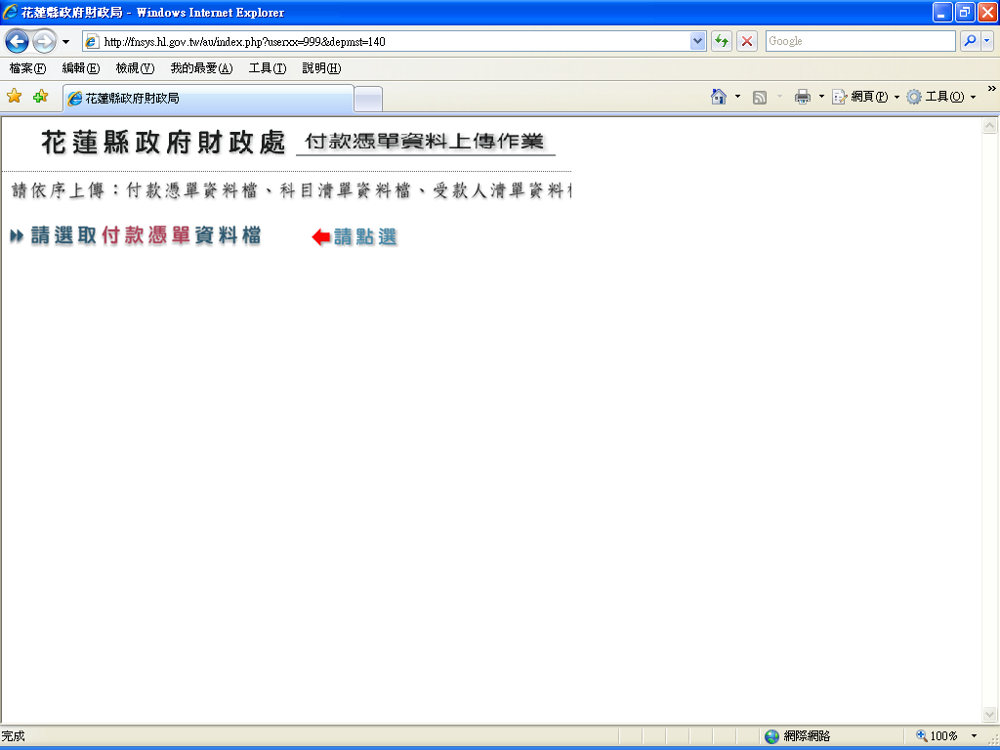 花蓮縣政府財政局 - Windows Internet Explorer
http://fnsys.hl.gov.tw/au/index.php?userxx=999&depmst=140
Google
檔案(F) 編輯(E) 檢視(V) 我的最愛(A) 工具(T) 說明(H)
花蓮縣政府財政局
網頁(P) 工具(O) »
花蓮縣政府財政處 付款憑單資料上傳作業
請依序上傳：付款憑單資料檔、科目清單資料檔、受款人清單資料
請選取付款憑單資料檔 請點選
完成 網際網路 100%